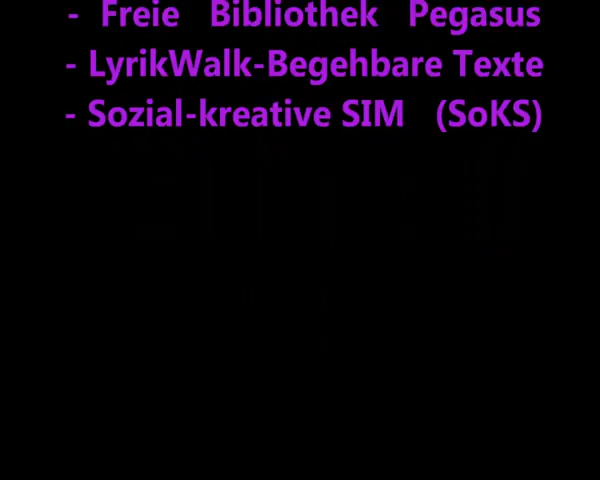 - Freie Bibliothek Pegasus
- LyrikWalk-Begehbare Texte
- Sozial-kreative SIM (SoKS)